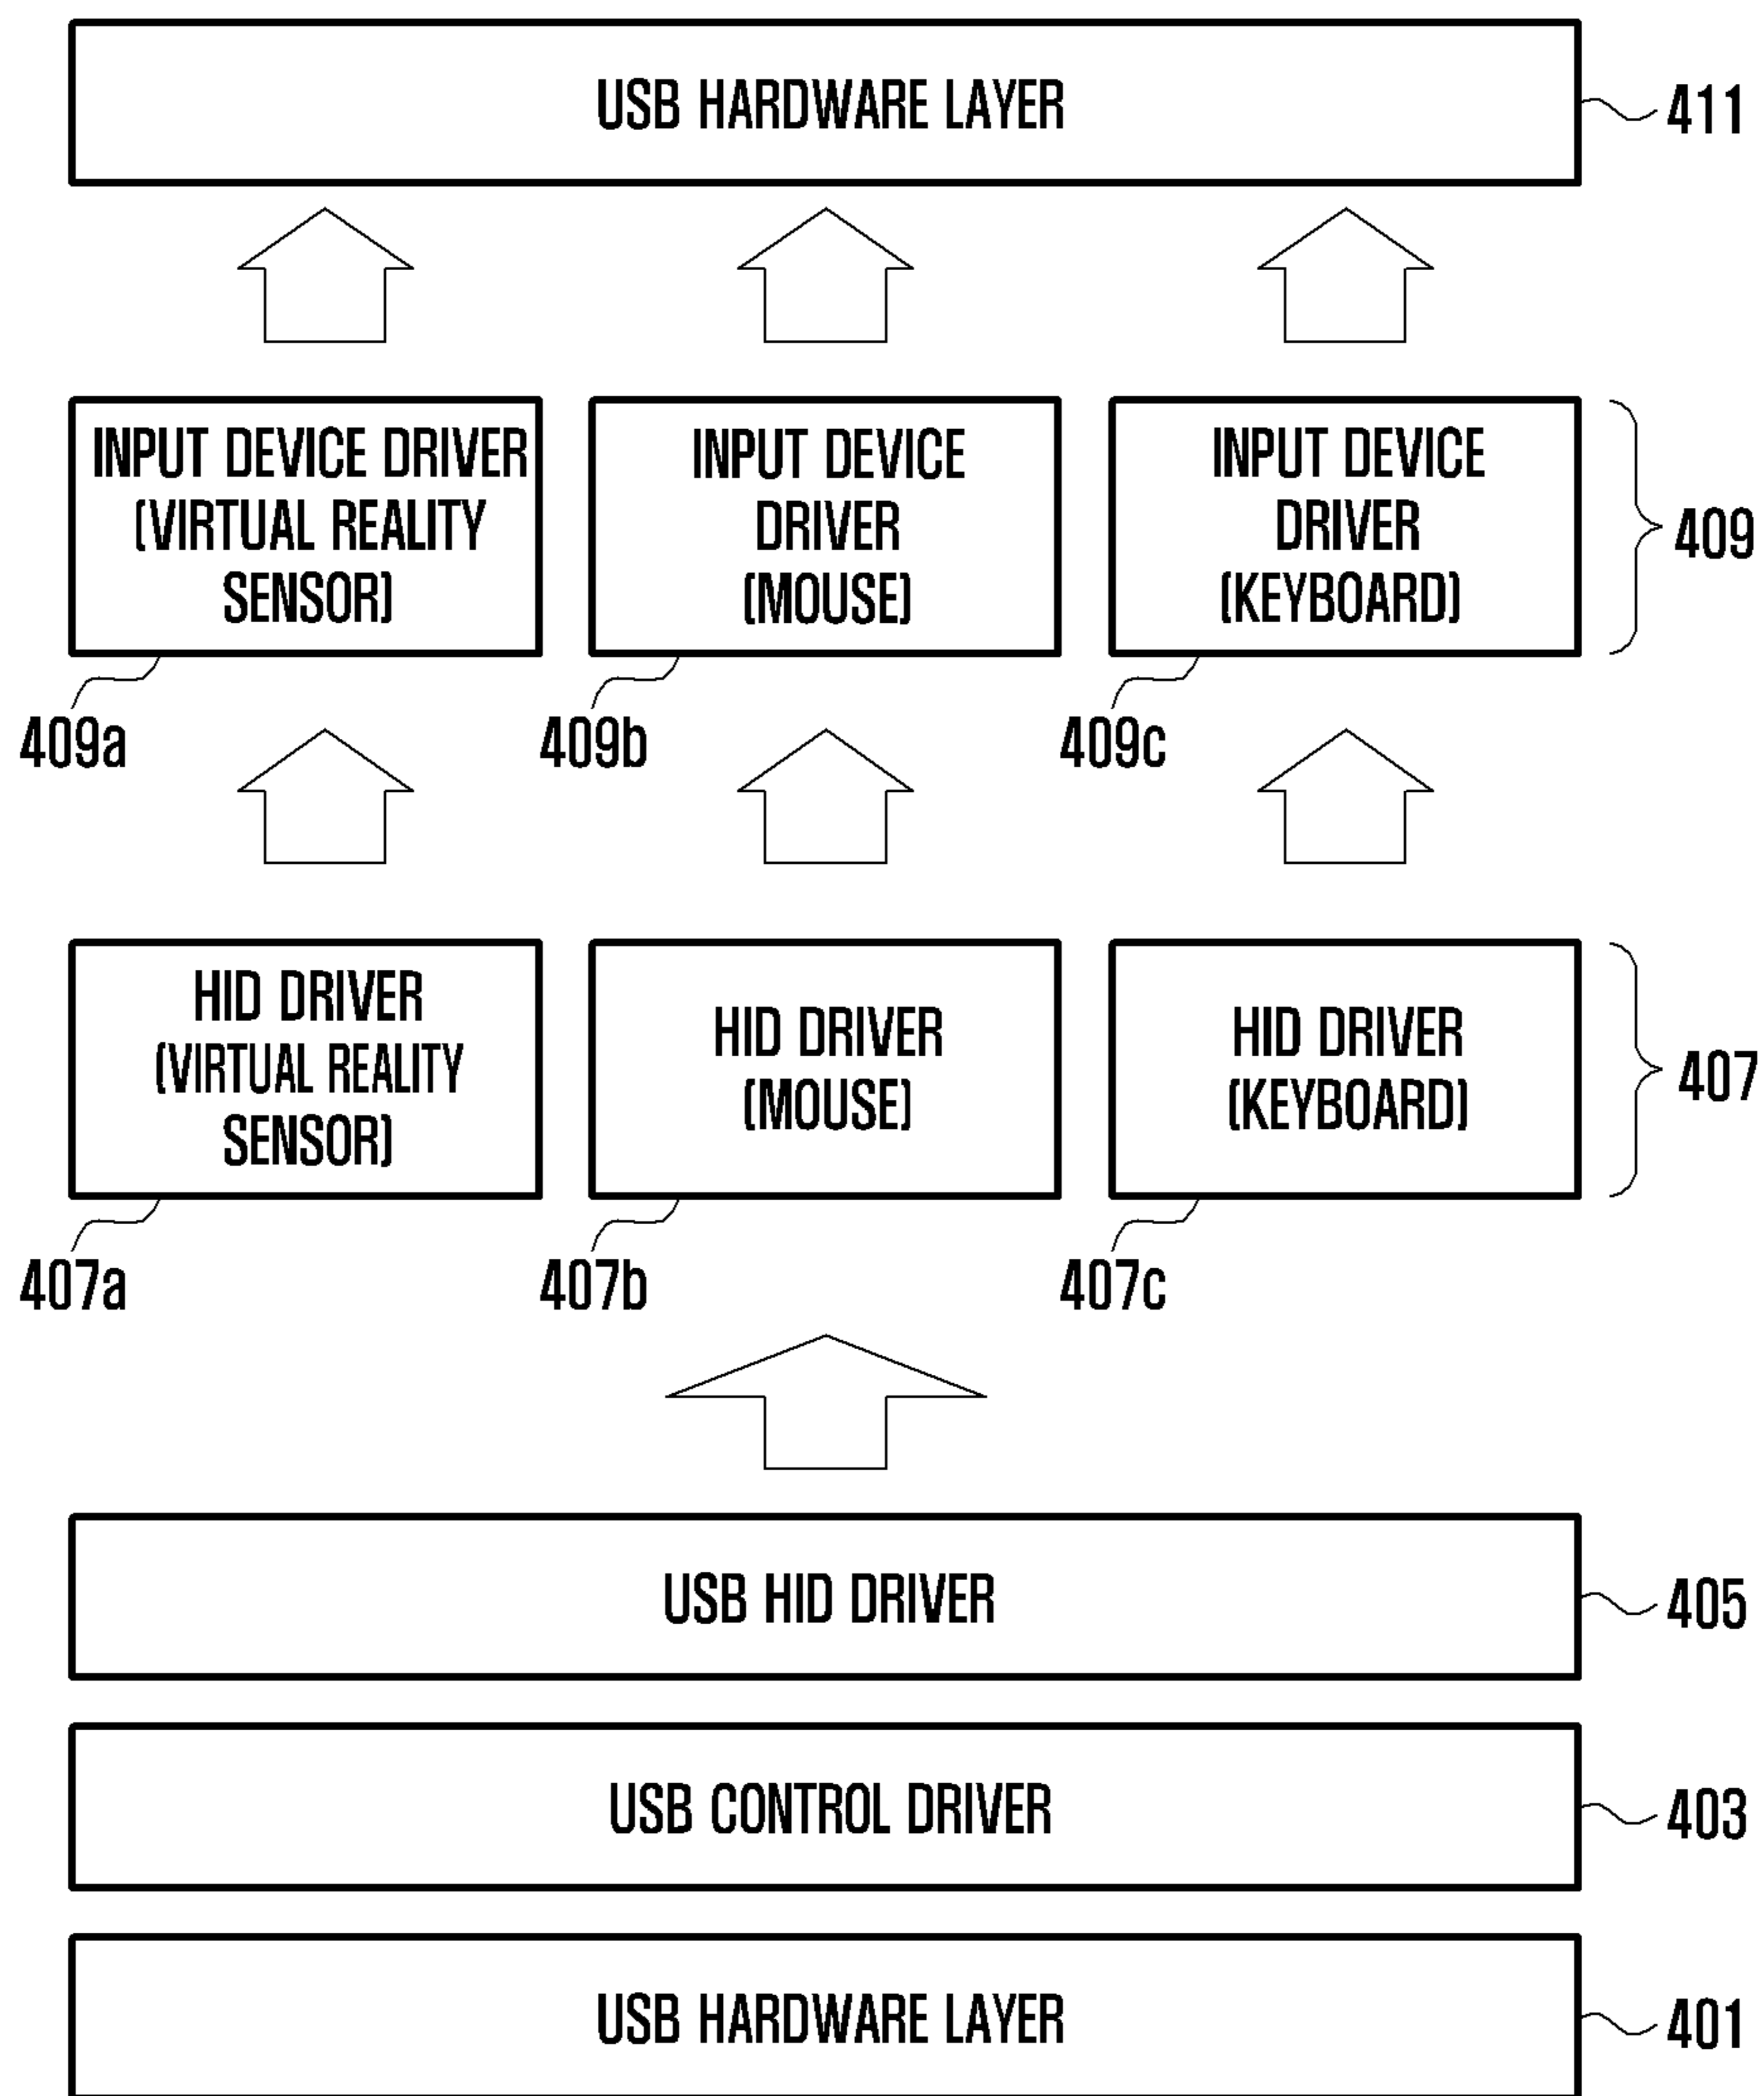 USB HARDWARE LAYER
411
INPUT DEVICE DRIVER
(VIRTUAL REALITY
SENSOR)
INPUT DEVICE
DRIVER
(MOUSE)
INPUT DEVICE
DRIVER
(KEYBOARD)
409
409a
409b
409c
HID DRIVER
(VIRTUAL REALITY
SENSOR)
HID DRIVER
(MOUSE)
HID DRIVER
(KEYBOARD)
407
407a
407b
407c
USB HID DRIVER
405
USB CONTROL DRIVER
403
USB HARDWARE LAYER
401